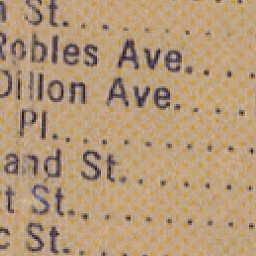 St.......
Robles Ave....
Dillon Ave....
Pl..........
and St.......
t St.........
c St.........